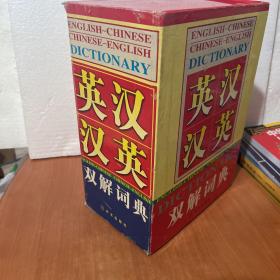 ENGLISH-CHINESE
CHINESE-ENGLISH
DICTIONARY
英汉
汉英
双解词典
ENGLISH-CHINESE
CHINESE-ENGLISH
DICTIONARY
英汉
汉英
DICTIONARY
双解词典